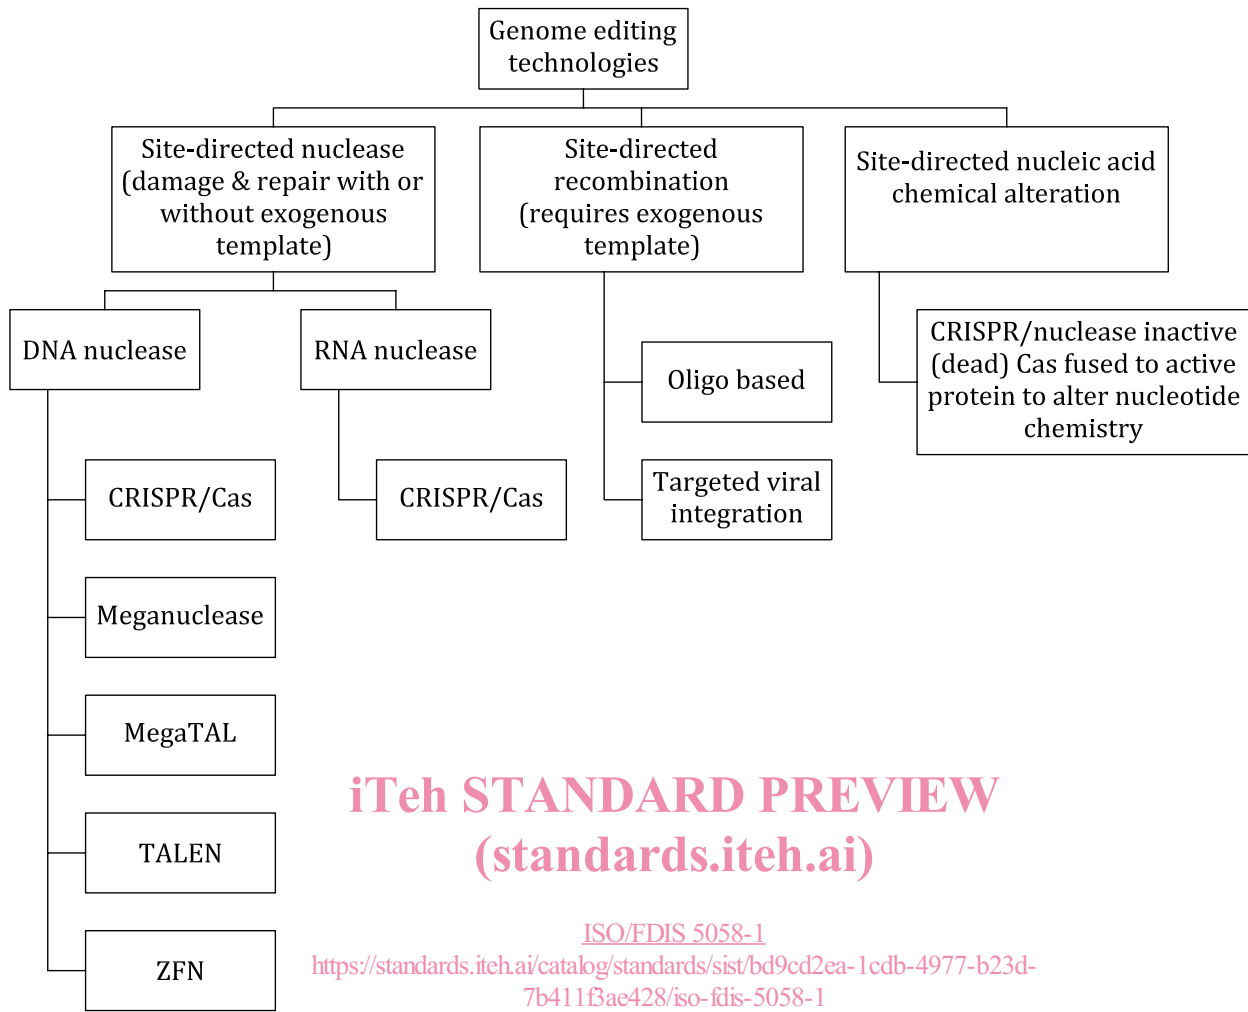 Genome editing
technologies
Site-directed nuclease
(damage & repair with or
without exogenous
template)
Site-directed
recombination
(requires exogenous
template)
Site-directed nucleic acid
chemical alteration
DNA nuclease
RNA nuclease
CRISPR/nuclease inactive
(dead) Cas fused to active
protein to alter nucleotide
chemistry
Oligo based
CRISPR/Cas
CRISPR/Cas
Targeted viral
integration
Meganuclease
MegaTAL
TALEN
ZFN
iTeh STANDARD PREVIEW
(standards.iteh.ai)
ISO/FDIS 5058-1
https://standards.iteh.ai/catalog/standards/sist/bd9cd2ea-1cdb-4977-b23d-
7b411f3ae428/iso-fdis-5058-1